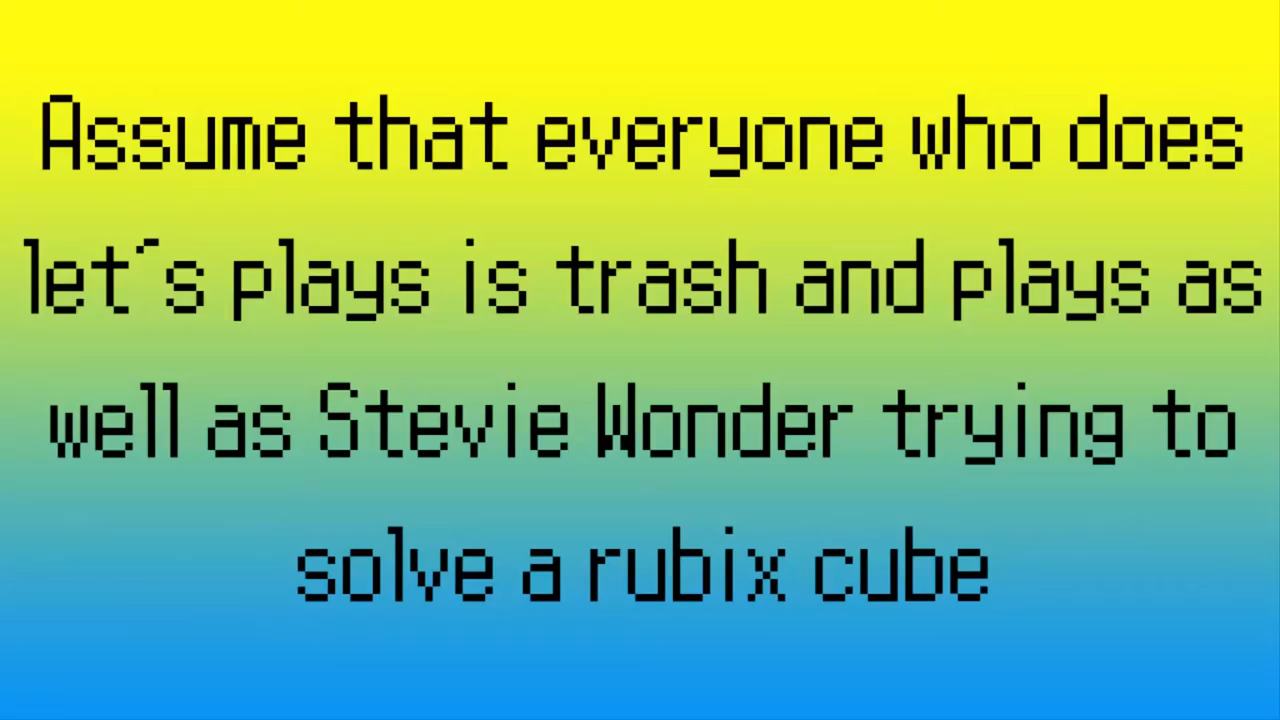 Assume that everyone who does
let´s plays is trash and plays as
well as Stevie Wonder trying to
solve a rubix cube